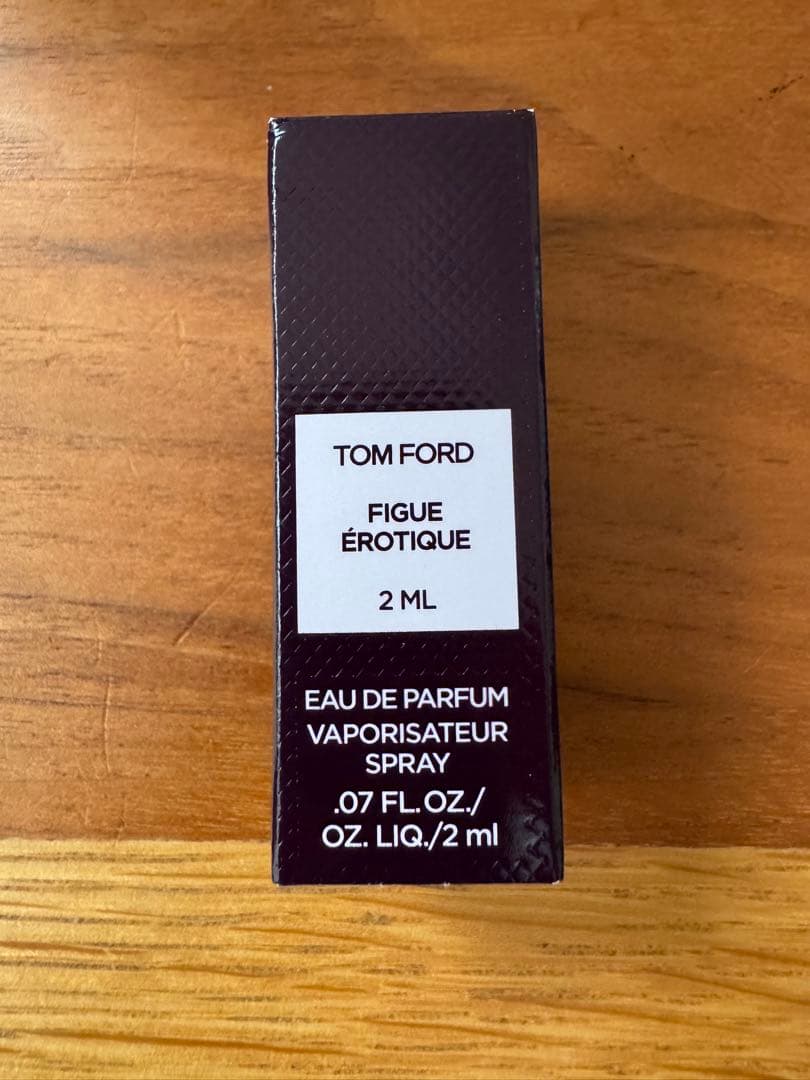 TOM FORD
FIGUE
ÉROTIQUE
2 ML
EAU DE PARFUM
VAPORISATEUR
SPRAY
.07 FL. OZ./
OZ. LIQ./2 ml